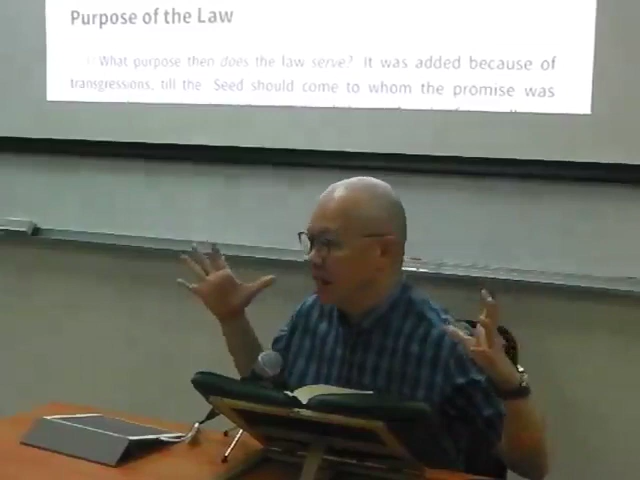 Purpose of the Law
What purpose then does the law serve? It was added because of
transgressions, till the Seed should come to whom the promise was